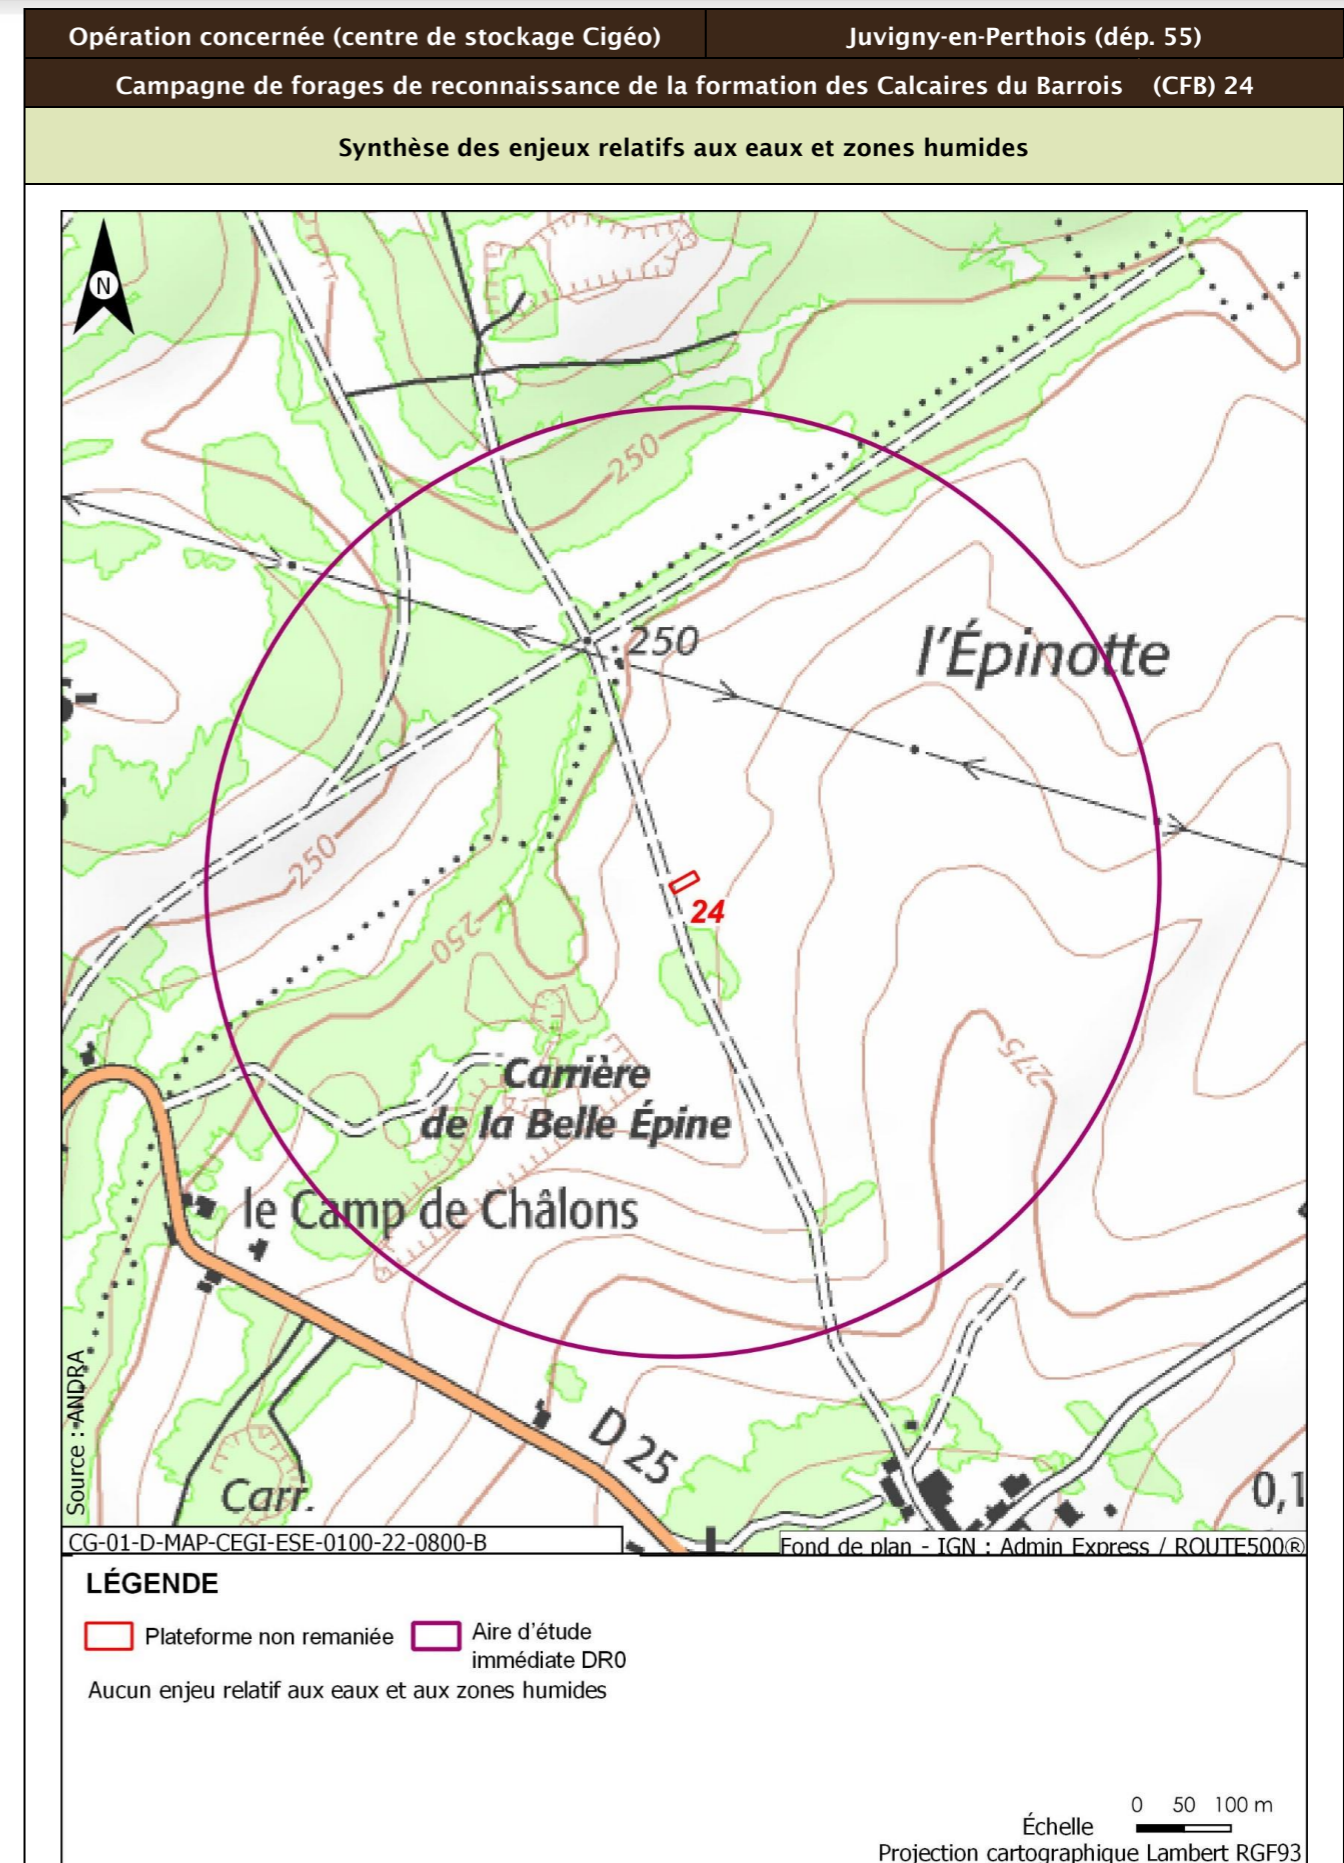 Opération concernée (centre de stockage Cigéo)
Juvigny-en-Perthois (dép. 55)
Campagne de forages de reconnaissance de la formation des Calcaires du Barrois (CFB) 24
Synthèse des enjeux relatifs aux eaux et zones humides
N
250
250
l'Épinotte
250
24
250
275
Carrière
de la Belle Épine
le Camp de Châlons
D 25
Carr.
0,1
Source : ANDRA
CG-01-D-MAP-CEGI-ESE-0100-22-0800-B
Fond de plan - IGN : Admin Express / ROUTE500®
LÉGENDE
Plateforme non remaniée
Aire d'étude
immédiate DR0
Aucun enjeu relatif aux eaux et aux zones humides
0 50 100 m
Échelle
Projection cartographique Lambert RGF93